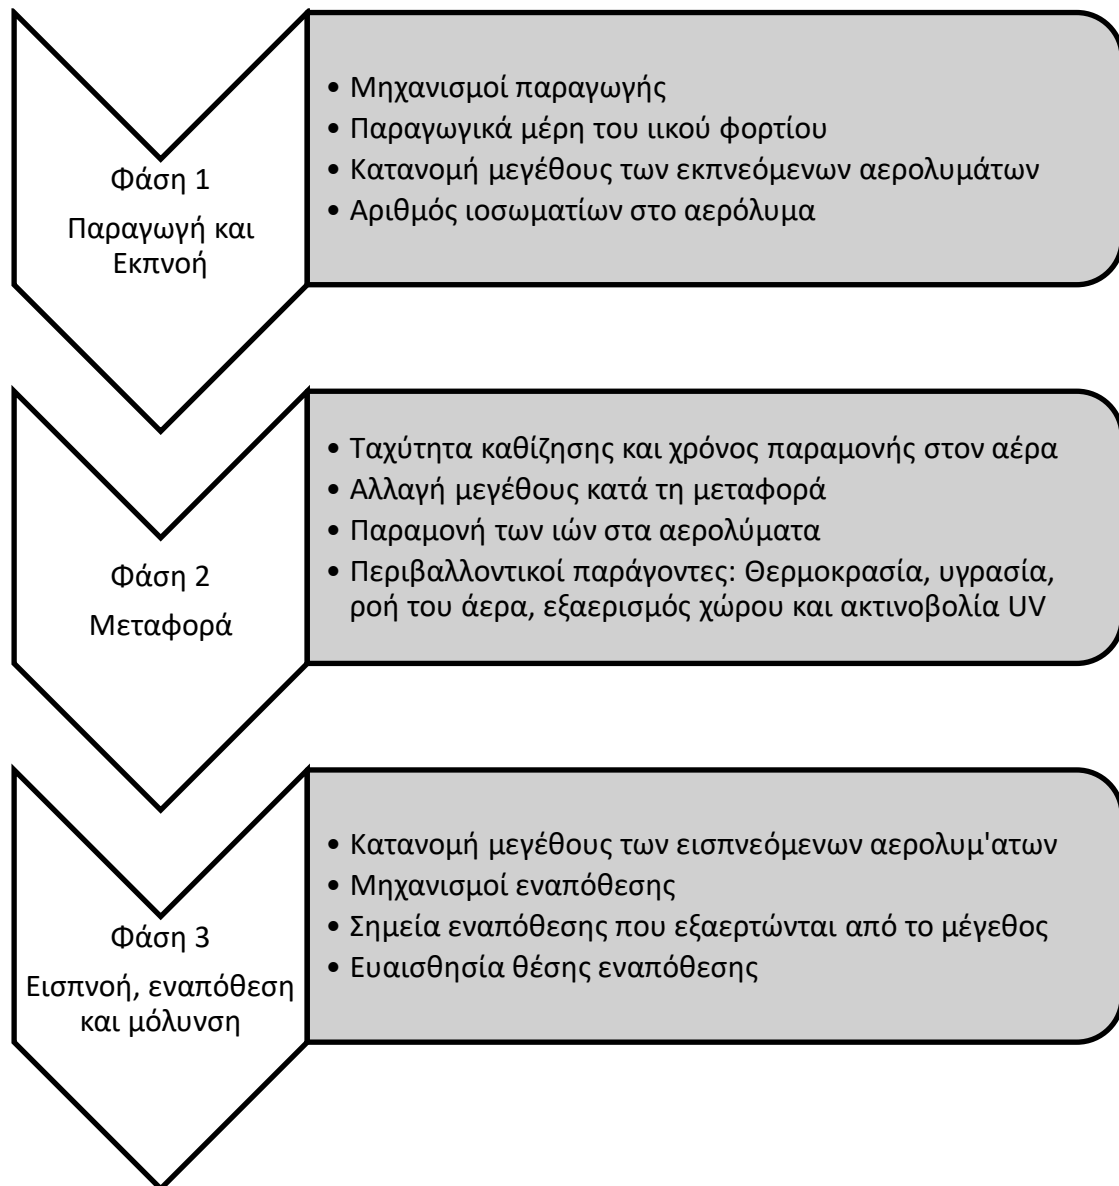 Φάση 1
Παραγωγή και
Εκπνοή
• Μηχανισμοί παραγωγής
• Παραγωγικά μέρη του ιικού φορτίου
• Κατανομή μεγέθους των εκπνεόμενων αερολυμάτων
• Αριθμός ιοσωματίων στο αερόλυμα
Φάση 2
Μεταφορά
• Ταχύτητα καθίζησης και χρόνος παραμονής στον αέρα
• Αλλαγή μεγέθους κατά τη μεταφορά
• Παραμονή των ιών στα αερολύματα
• Περιβαλλοντικοί παράγοντες: Θερμοκρασία, υγρασία,
ροή του άερα, εξαερισμός χώρου και ακτινοβολία UV
Φάση 3
Εισπνοή, εναπόθεση
και μόλυνση
• Κατανομή μεγέθους των εισπνεόμενων αερολυμ'ατων
• Μηχανισμοί εναπόθεσης
• Σημεία εναπόθεσης που εξαερτώνται από το μέγεθος
• Ευαισθησία θέσης εναπόθεσης